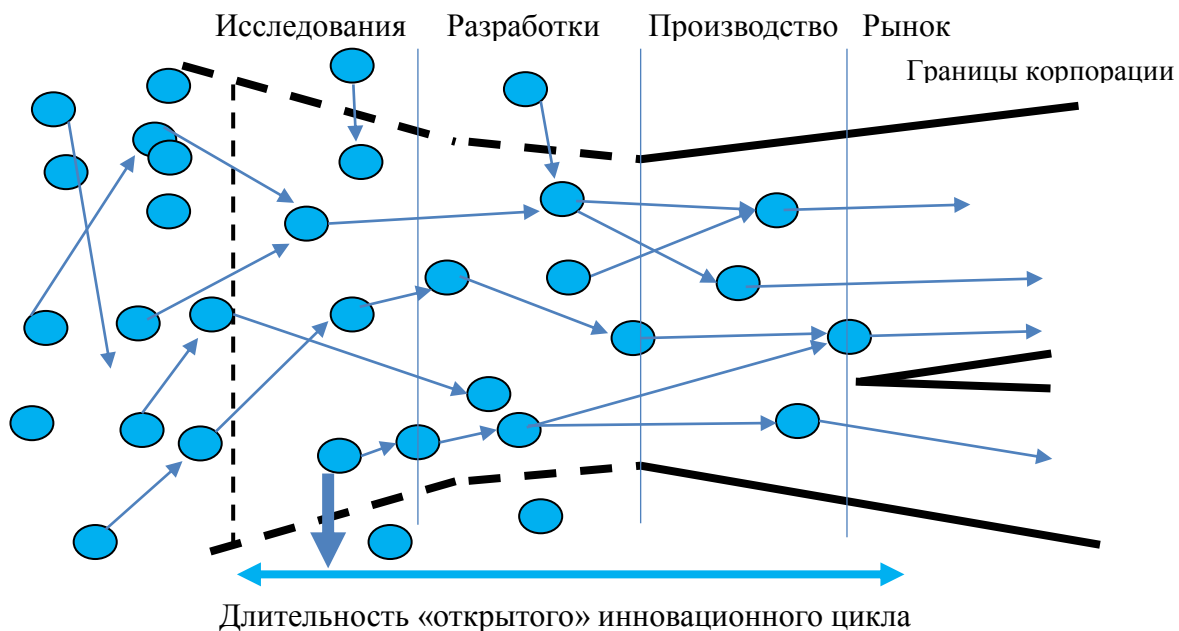 Исследования
Разработки
Производство
Рынок
Границы корпорации
Длительность «открытого» инновационного цикла